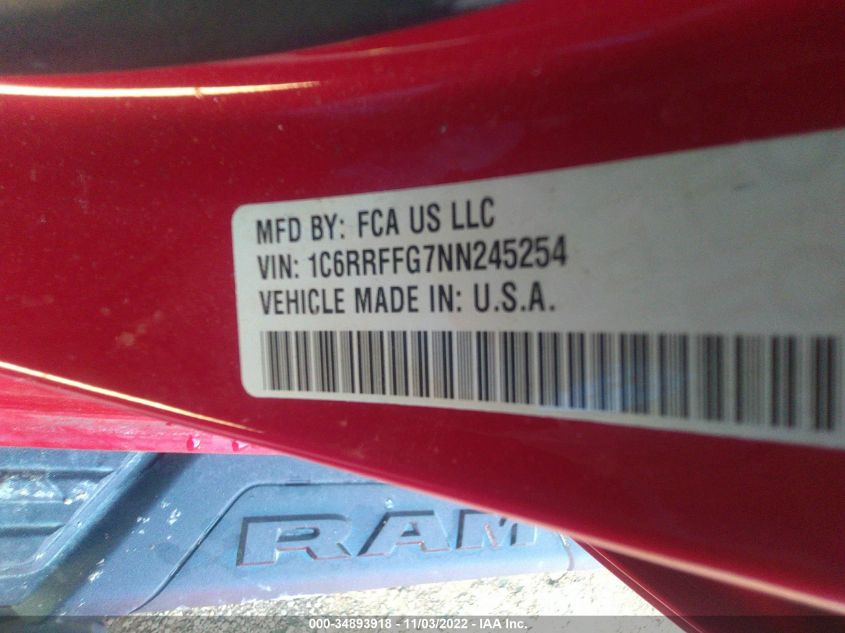 MFD BY: FCA US LLC
VIN: 1C6RRFFG7NN245254
VEHICLE MADE IN: U.S.A.
RAM
000-34893918 - 11/03/2022 - IAA Inc.